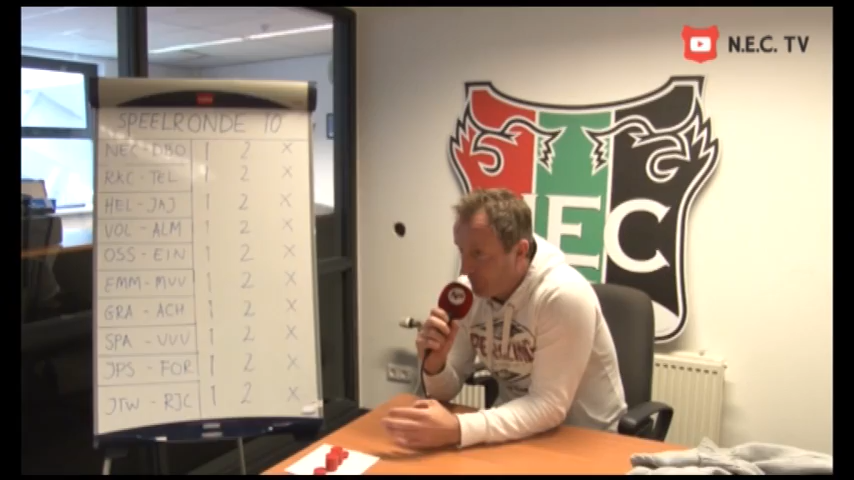 N.E.C. TV
SPEELRONDE 10
NEC - DBO 1 2 X
RKC - TEL 1 2 X
HEL - JAJ 1 2 X
VOL - ALM 1 2 X
OSS - EIN 1 2 X
EMM - MVV 1 2 X
GRA - ACH 1 2 X
SPA - VVV 1 2 X
JPS - FOR 1 2 X
JTW - RJC 1 2 X
NEC